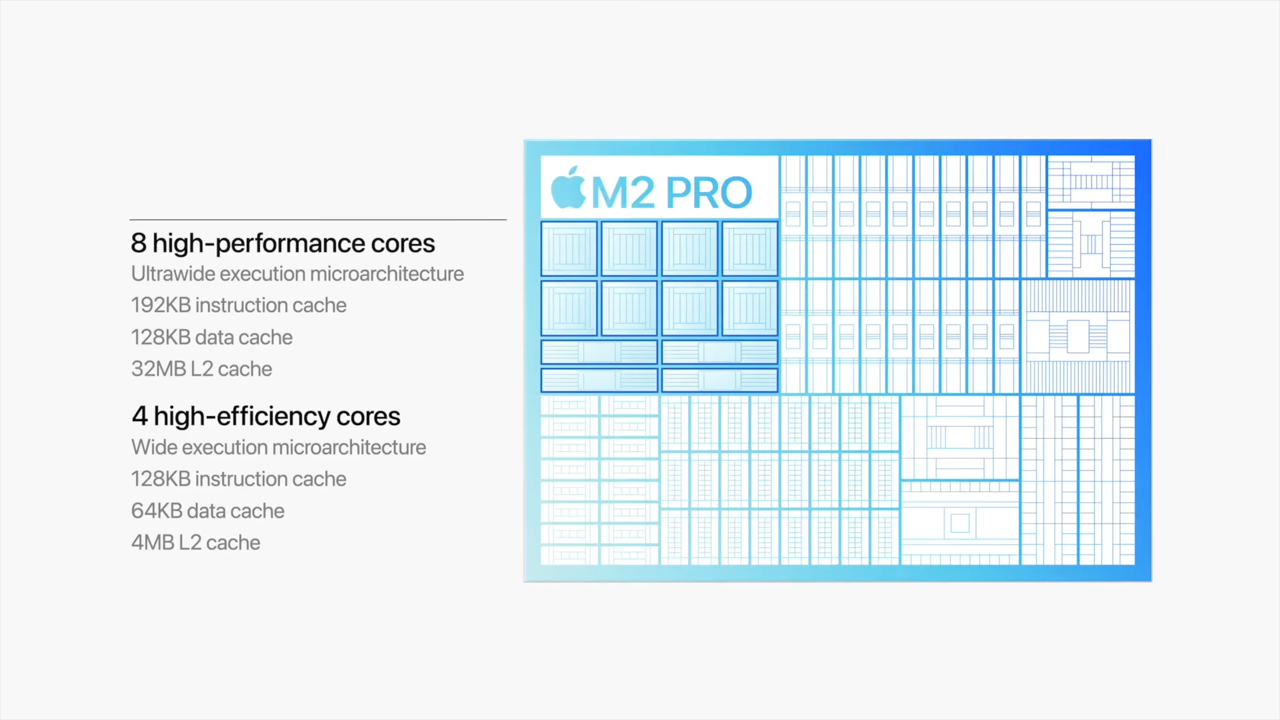 8 high-performance cores
Ultrawide execution microarchitecture
192KB instruction cache
128KB data cache
32MB L2 cache
4 high-efficiency cores
Wide execution microarchitecture
128KB instruction cache
64KB data cache
4MB L2 cache
M2 PRO